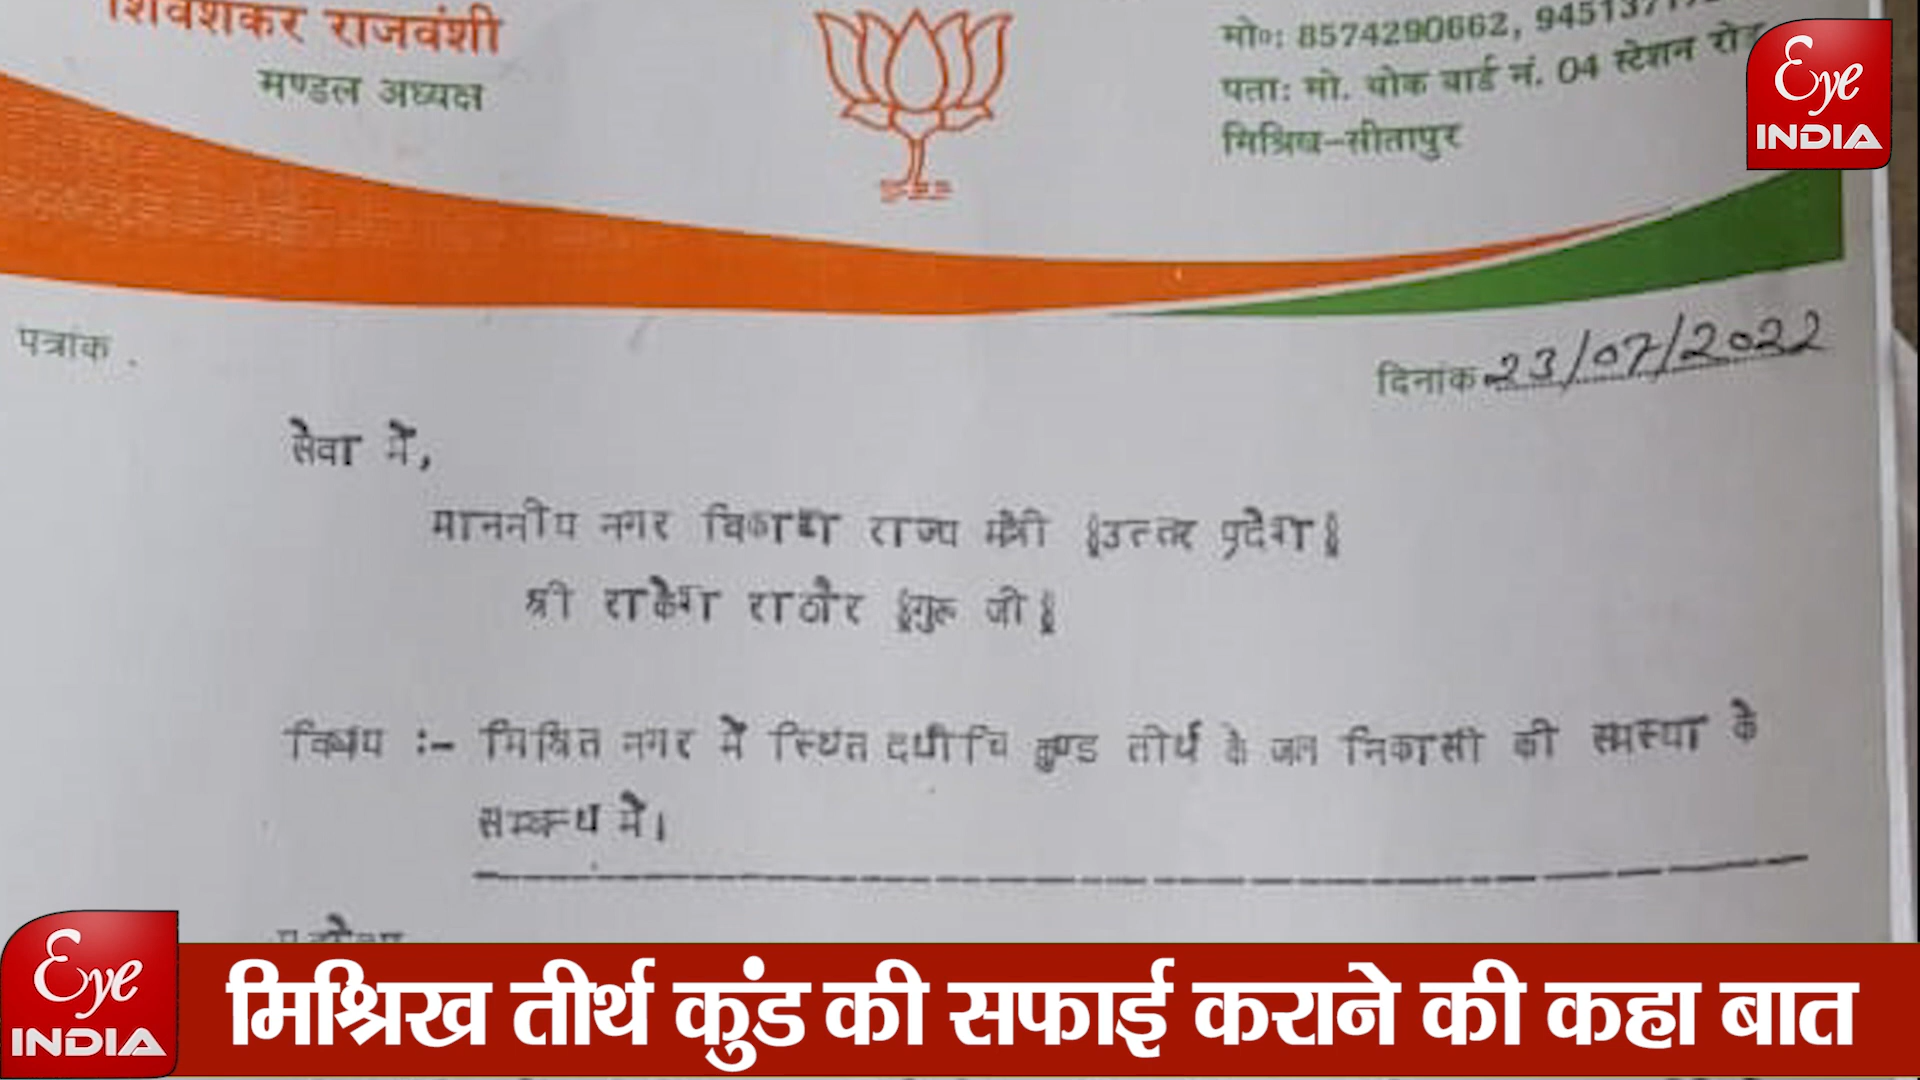 शिवशंकर राजवंशी
मण्डल अध्यक्ष
मो०: 8574290662,
पता: मो. चोक वार्ड नं. 04 स्टेशन रोड
मिश्रिख-सीतापुर
Eye
INDIA
पत्रांक
दिनांक 23/07/2022
सेवा में,
माननीय नगर विकाश राज्य मंत्री §उत्तर प्रदेश§
श्री राकेश राठौर §गुरू जी§
विषय :- मिश्रित नगर में स्थित दधीचि कुण्ड तीर्थ के जल निकासी की समस्या के
सम्बन्ध में।
Eye
INDIA
मिश्रिख तीर्थ कुंड की सफाई कराने की कहा बात